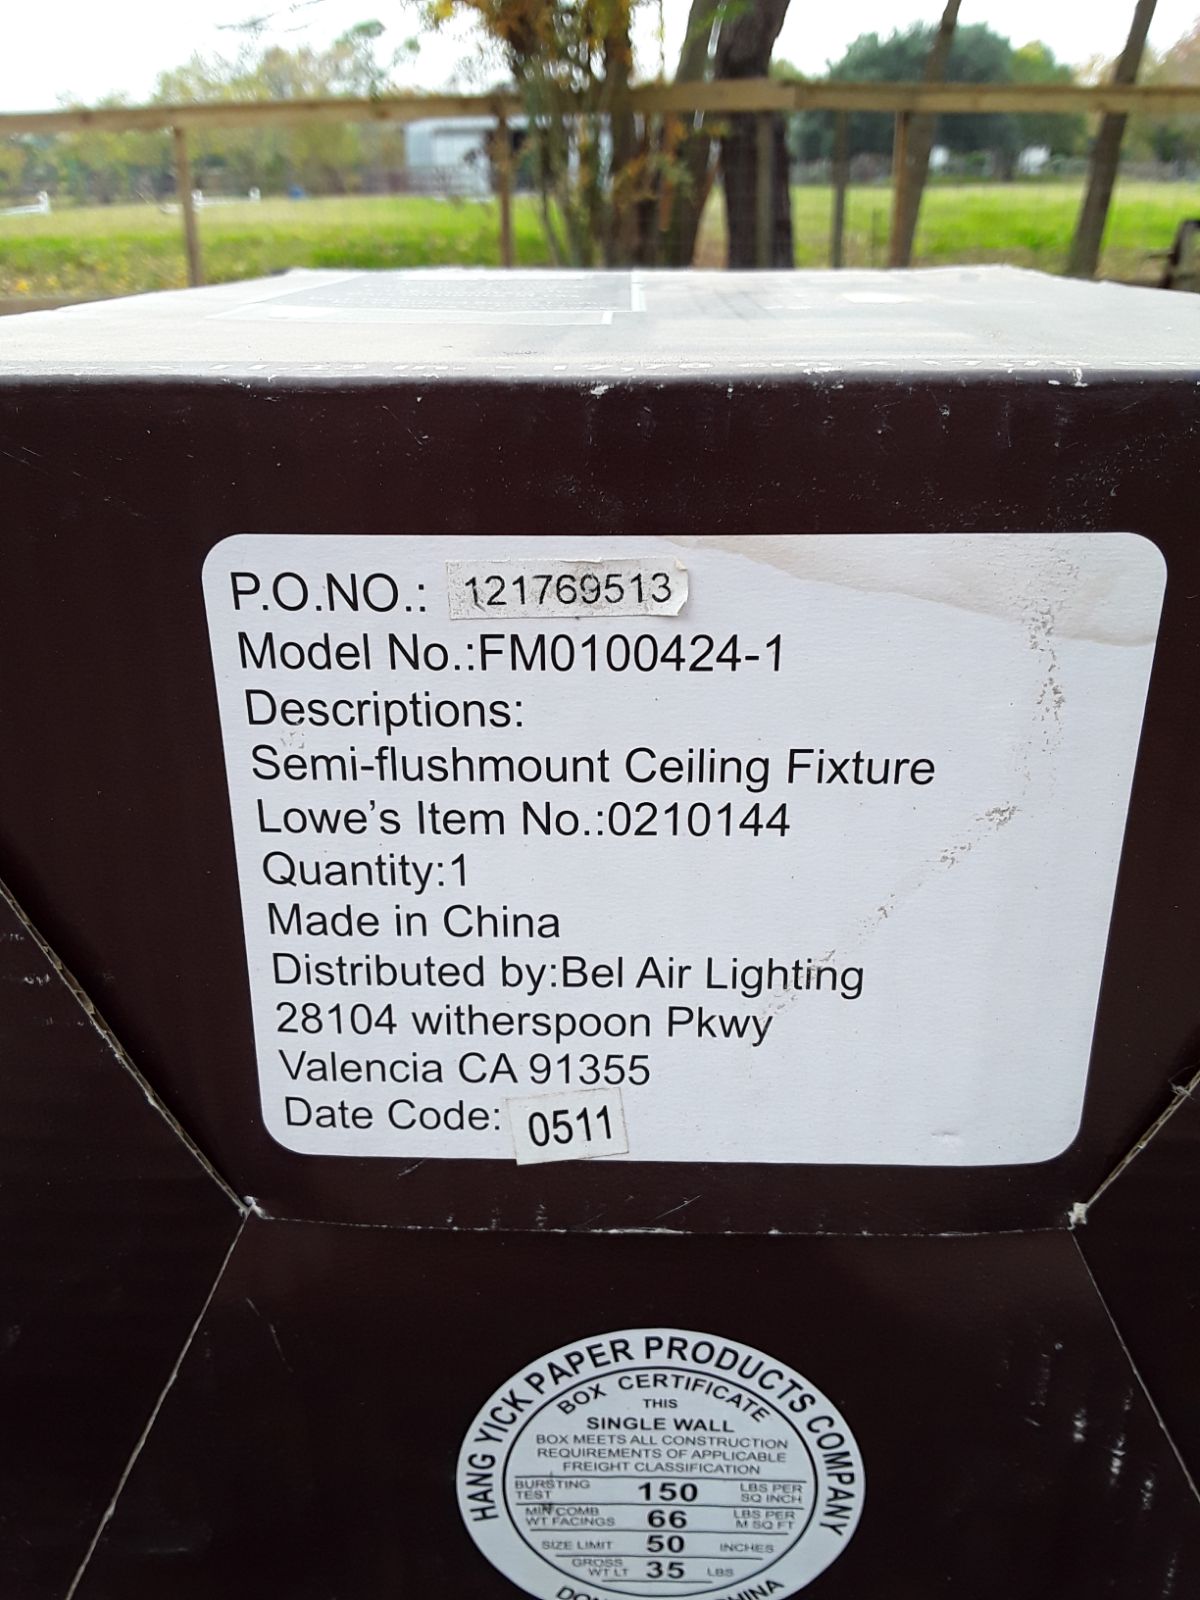 P.O.NO.: 121769513
Model No.:FM0100424-1
Descriptions:
Semi-flushmount Ceiling Fixture
Lowe's Item No.:0210144
Quantity:1
Made in China
Distributed by:Bel Air Lighting
28104 witherspoon Pkwy
Valencia CA 91355
Date Code: 0511
HANG YICK PAPER PRODUCTS COMPANY
BOX CERTIFICATE
THIS
SINGLE WALL
BOX MEETS ALL CONSTRUCTION
REQUIREMENTS OF APPLICABLE
FREIGHT CLASSIFICATION
BURSTING TEST 150 LBS PER SQ INCH
MIN COMB WT FACINGS 66 LBS PER M SQ FT
SIZE LIMIT 50 INCHES
GROSS WT LT 35 LBS